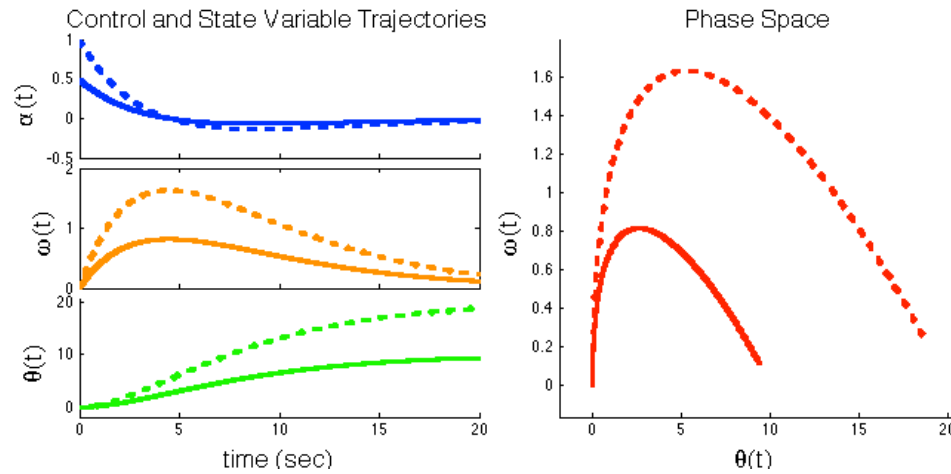 Control and State Variable Trajectories
α(t)
1
0.5
0
-0.5
ω(t)
2
1
0
θ(t)
20
10
0
0 5 10 15 20
time (sec)
Phase Space
ω(t)
1.6
1.4
1.2
1
0.8
0.6
0.4
0.2
0
0 5 10 15 20
θ(t)